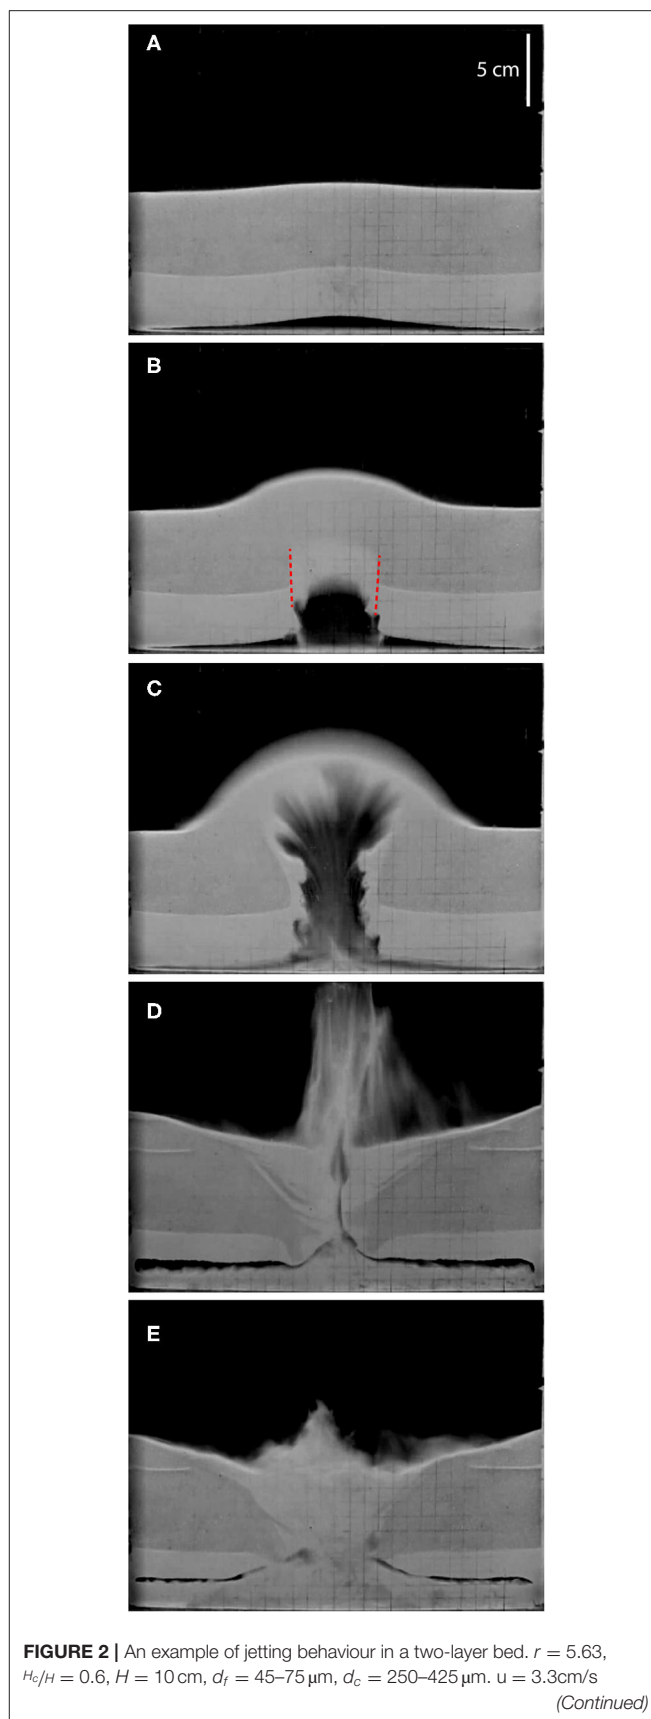 A
5 cm
B
C
D
E
FIGURE 2 | An example of jetting behaviour in a two-layer bed. r = 5.63,
Hc/H = 0.6, H = 10 cm, df = 45–75 μm, dc = 250–425 μm. u = 3.3cm/s
(Continued)